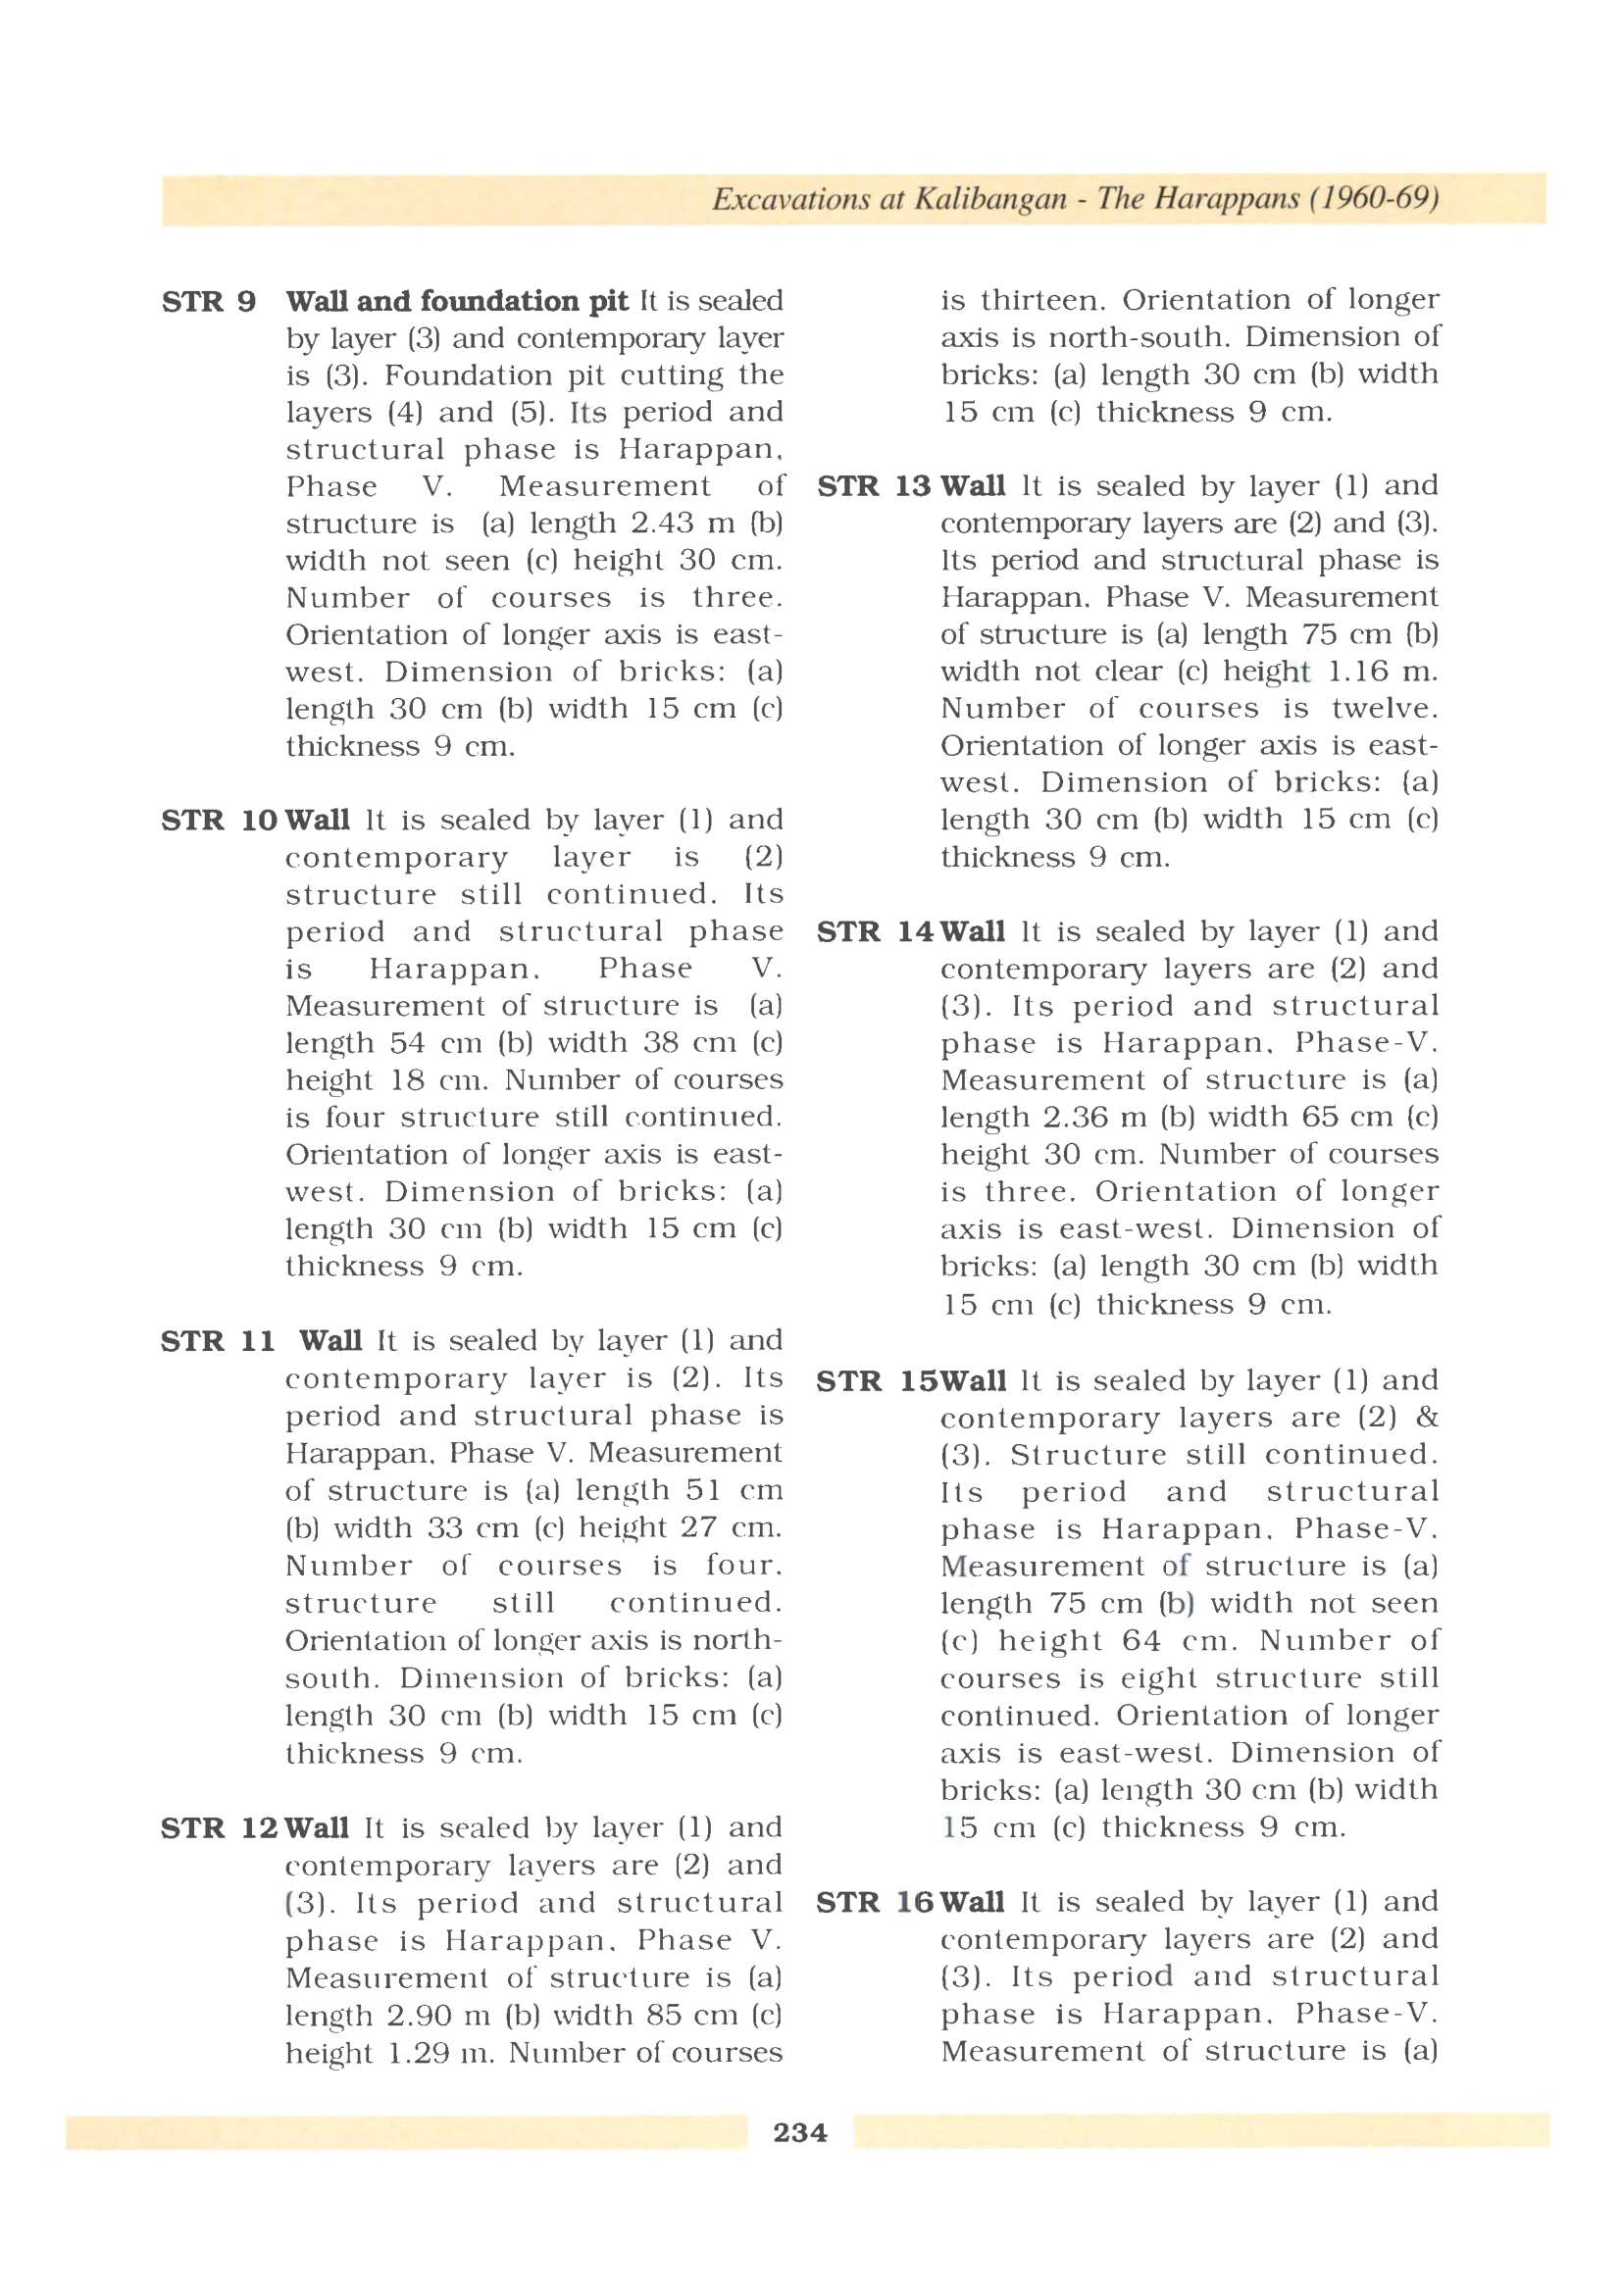 Excavations at Kalibangan - The Harappans (1960-69)
STR 9 Wall and foundation pit It is sealed
by layer (3) and contemporary layer
is (3). Foundation pit cutting the
layers (4) and (5). Its period and
structural phase is Harappan,
Phase V. Measurement of
structure is (a) length 2.43 m (b)
width not seen (c) height 30 cm.
Number of courses is three.
Orientation of longer axis is east-
west. Dimension of bricks: (a)
length 30 cm (b) width 15 cm (c)
thickness 9 cm.
STR 10 Wall It is sealed by layer (1) and
contemporary layer is (2)
structure still continued. Its
period and structural phase
is Harappan, Phase V.
Measurement of structure is (a)
length 54 cm (b) width 38 cm (c)
height 18 cm. Number of courses
is four structure still continued.
Orientation of longer axis is east-
west. Dimension of bricks: (a)
length 30 cm (b) width 15 cm (c)
thickness 9 cm.
STR 11 Wall It is sealed by layer (1) and
contemporary layer is (2). Its
period and structural phase is
Harappan, Phase V. Measurement
of structure is (a) length 51 cm
(b) width 33 cm (c) height 27 cm.
Number of courses is four.
structure still continued.
Orientation of longer axis is north-
south. Dimension of bricks: (a)
length 30 cm (b) width 15 cm (c)
thickness 9 cm.
STR 12 Wall It is sealed by layer (1) and
contemporary layers are (2) and
(3). Its period and structural
phase is Harappan, Phase V.
Measurement of structure is (a)
length 2.90 m (b) width 85 cm (c)
height 1.29 m. Number of courses
is thirteen. Orientation of longer
axis is north-south. Dimension of
bricks: (a) length 30 cm (b) width
15 cm (c) thickness 9 cm.
STR 13 Wall It is sealed by layer (1) and
contemporary layers are (2) and (3).
Its period and structural phase is
Harappan, Phase V. Measurement
of structure is (a) length 75 cm (b)
width not clear (c) height 1.16 m.
Number of courses is twelve.
Orientation of longer axis is east-
west. Dimension of bricks: (a)
length 30 cm (b) width 15 cm (c)
thickness 9 cm.
STR 14 Wall It is sealed by layer (1) and
contemporary layers are (2) and
(3). Its period and structural
phase is Harappan, Phase-V.
Measurement of structure is (a)
length 2.36 m (b) width 65 cm (c)
height 30 cm. Number of courses
is three. Orientation of longer
axis is east-west. Dimension of
bricks: (a) length 30 cm (b) width
15 cm (c) thickness 9 cm.
STR 15Wall It is sealed by layer (1) and
contemporary layers are (2) &
(3). Structure still continued.
Its period and structural
phase is Harappan, Phase-V.
Measurement of structure is (a)
length 75 cm (b) width not seen
(c) height 64 cm. Number of
courses is eight structure still
continued. Orientation of longer
axis is east-west. Dimension of
bricks: (a) length 30 cm (b) width
15 cm (c) thickness 9 cm.
STR 16 Wall It is sealed by layer (1) and
contemporary layers are (2) and
(3). Its period and structural
phase is Harappan, Phase-V.
Measurement of structure is (a)
234